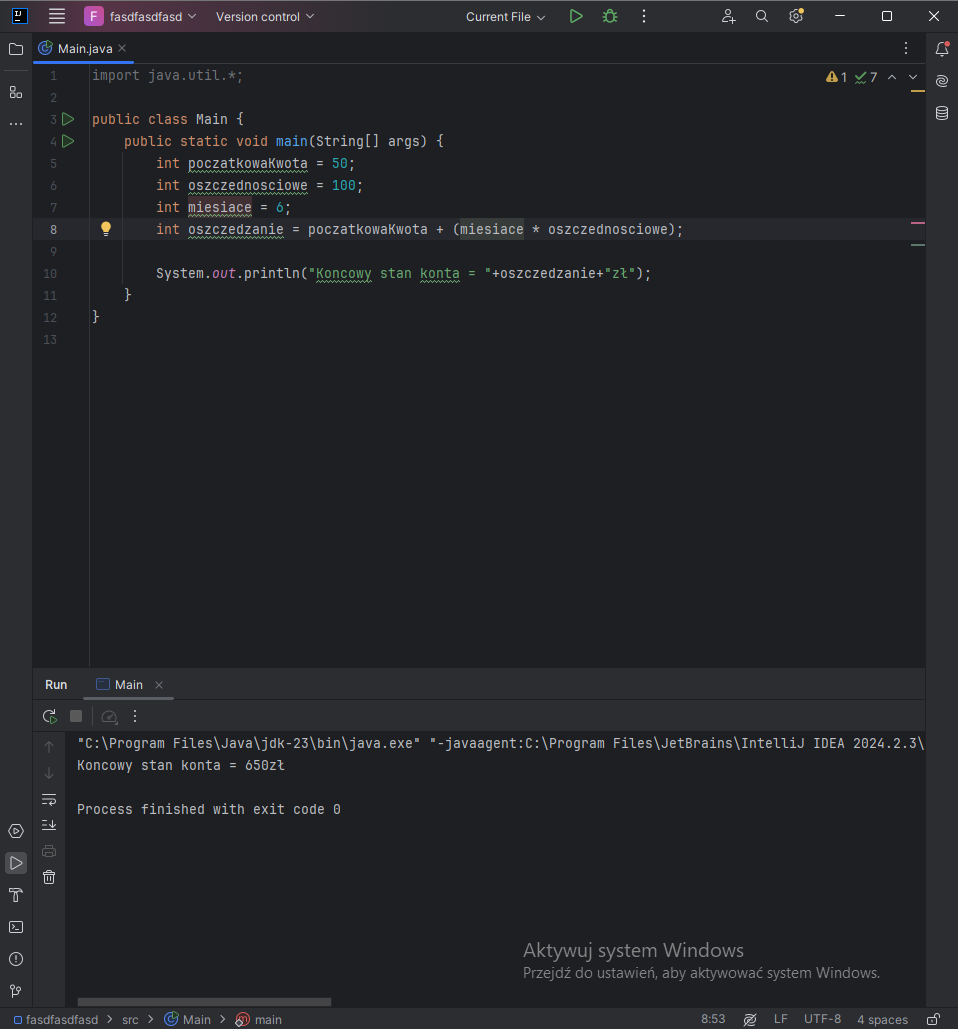 F fasdfasdfasd Version control Current File
Main.java
1 import java.util.*;
2
3 public class Main {
4 public static void main(String[] args) {
5 int poczatkowaKwota = 50;
6 int oszczednosciowe = 100;
7 int miesiace = 6;
8 int oszczedzanie = poczatkowaKwota + (miesiace * oszczednosciowe);
9
10 System.out.println("Koncowy stan konta = "+oszczedzanie+"zł");
11 }
12 }
13
1 7
Run Main
"C:\Program Files\Java\jdk-23\bin\java.exe" "-javaagent:C:\Program Files\JetBrains\IntelliJ IDEA 2024.2.3\
Koncowy stan konta = 650zł
Process finished with exit code 0
Aktywuj system Windows
Przejdź do ustawień, aby aktywować system Windows.
fasdfasdfasd > src > Main > main 8:53 LF UTF-8 4 spaces